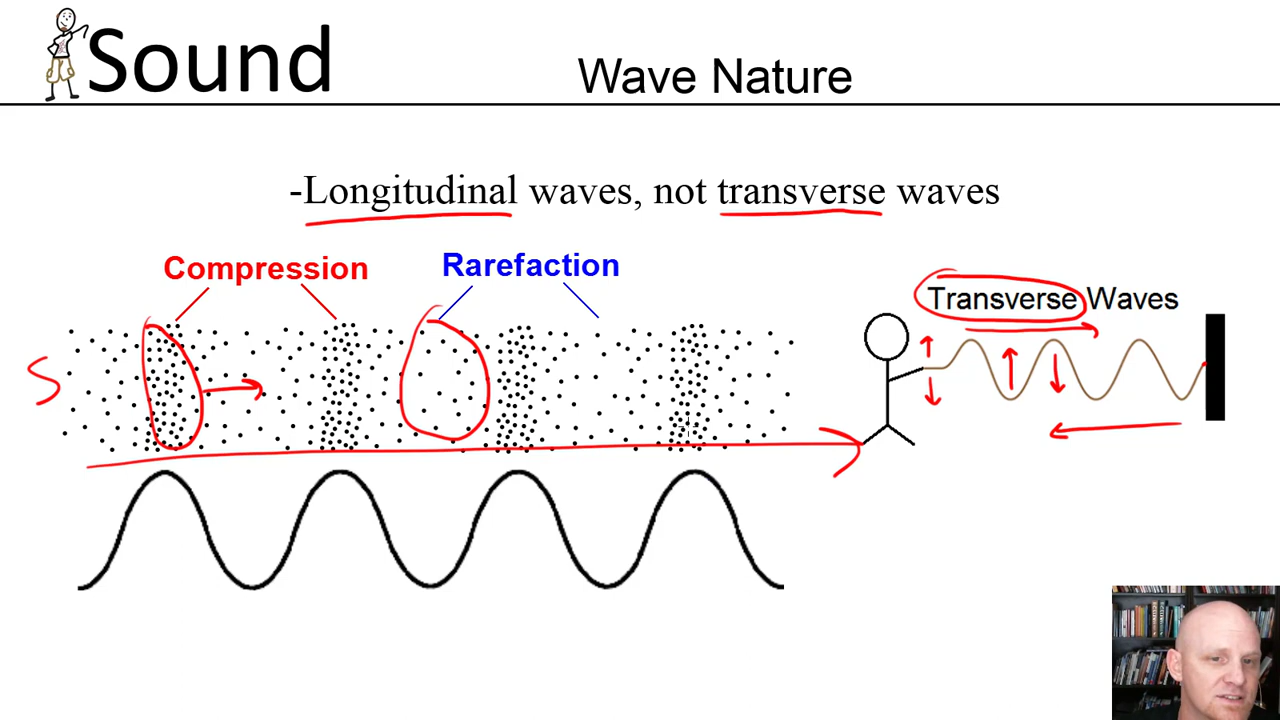 Sound
Wave Nature
-Longitudinal waves, not transverse waves
Compression
Rarefaction
Transverse Waves
S